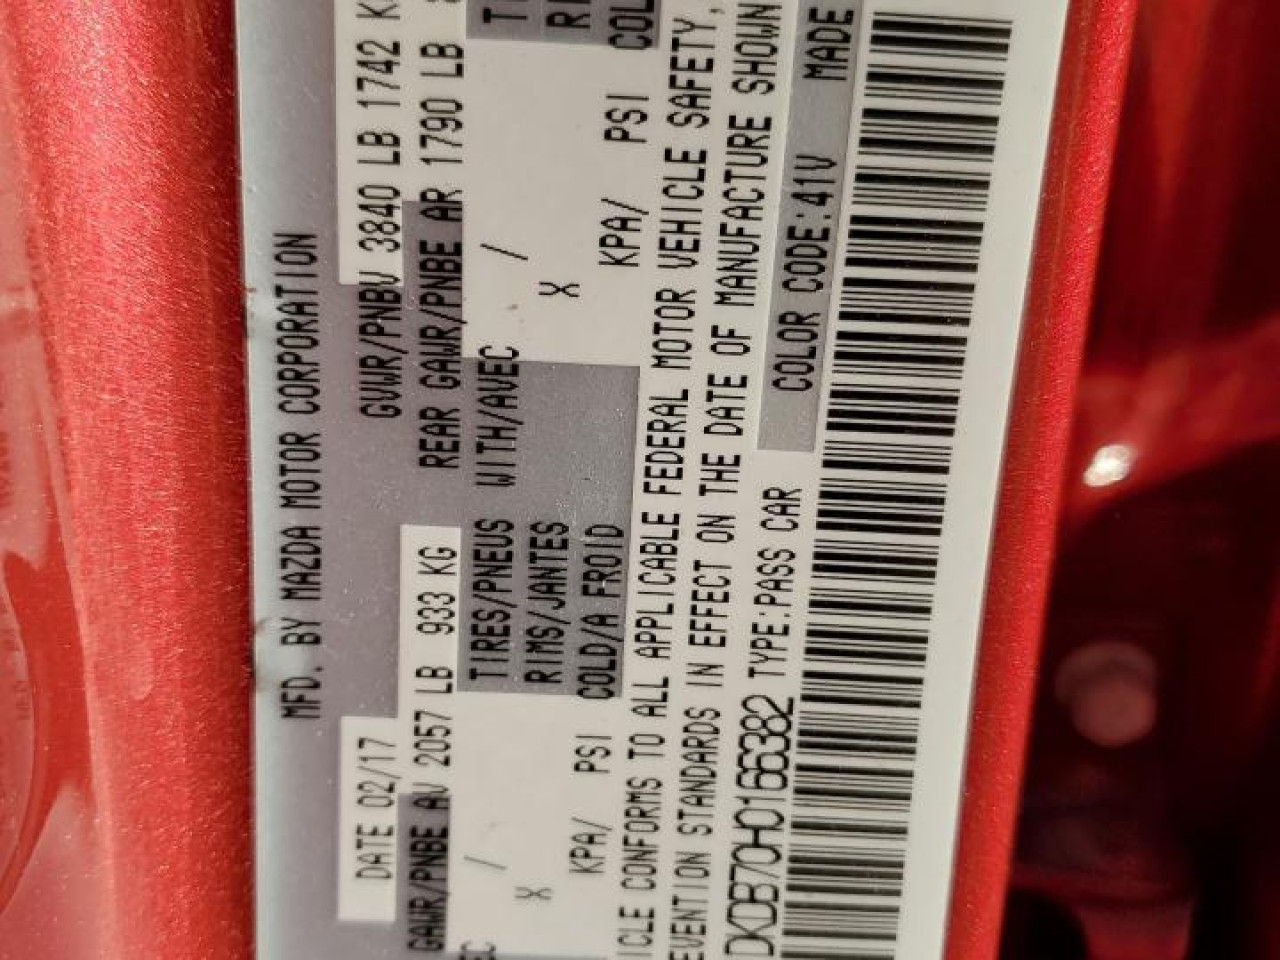 MFD. BY MAZDA MOTOR CORPORATION
DATE 02/17 GVWR/PNBV 3840 LB 1742
GAWR/PNBE AV 2057 LB 933 KG REAR GAWR/PNBE AR 1790 LB
/ TIRES/PNEUS WITH/AVEC /
X RIMS/JANTES X
KPA/ PSI COLD/A FROID KPA/ PSI COL
ICLE CONFORMS TO ALL APPLICABLE FEDERAL MOTOR VEHICLE SAFETY,
EVENTION STANDARDS IN EFFECT ON THE DATE OF MANUFACTURE SHOWN
DKDB70H0166382 TYPE:PASS CAR COLOR CODE:41V MADE